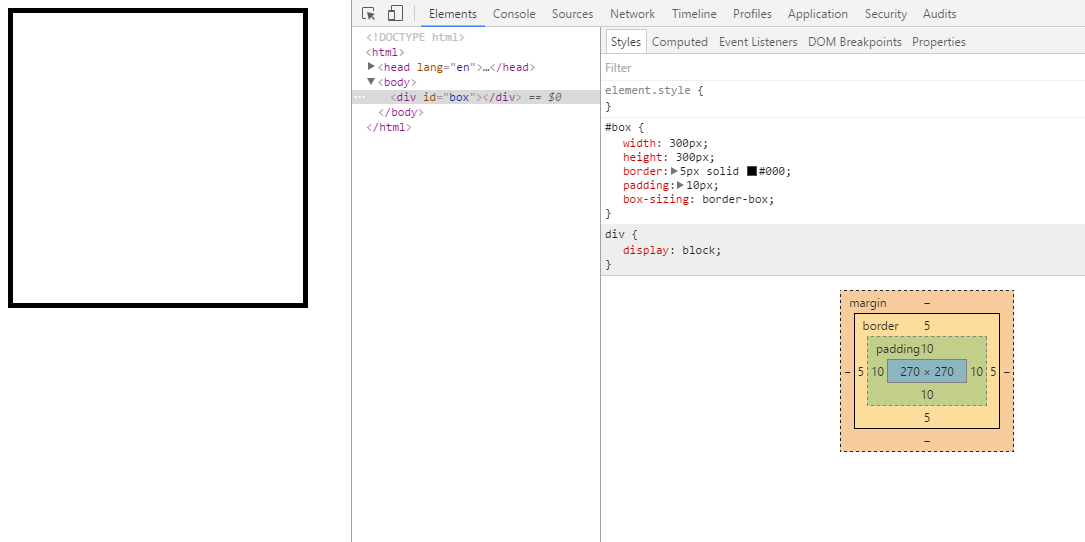 Elements Console Sources Network Timeline Profiles Application Security Audits
<!DOCTYPE html>
<html>
▶<head lang="en">…</head>
▼<body>
… <div id="box"></div> == $0
</body>
</html>
Styles Computed Event Listeners DOM Breakpoints Properties
Filter
element.style {
}
#box {
width: 300px;
height: 300px;
border:▶5px solid #000;
padding:▶10px;
box-sizing: border-box;
}
div {
display: block;
}
margin –
border 5
padding10
– 5 10 270 × 270 10 5 –
10
5
–